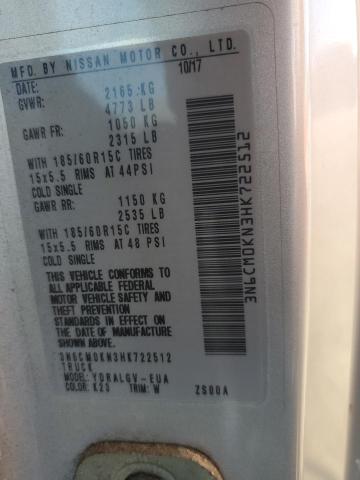 MFD. BY NISSAN MOTOR CO., LTD.
DATE: 10/17
GVWR: 2165 KG
4773 LB
GAWR FR: 1050 KG
2315 LB
WITH 185/60R15C TIRES
15x5.5 RIMS AT 44PSI
COLD SINGLE
GAWR RR: 1150 KG
2535 LB
WITH 185/60R15C TIRES
15x5.5 RIMS AT 48 PSI
COLD SINGLE
THIS VEHICLE CONFORMS TO
ALL APPLICABLE FEDERAL
MOTOR VEHICLE SAFETY AND
THEFT PREVENTION
STANDARDS IN EFFECT ON
THE DATE OF MANUFACTURE
SHOWN ABOVE.
3N6CM0KN3HK722512
TRUCK
MODEL: YDRALGV-EUA
COLOR: K23 TRIM: W ZS00A
3N6CM0KN3HK722512